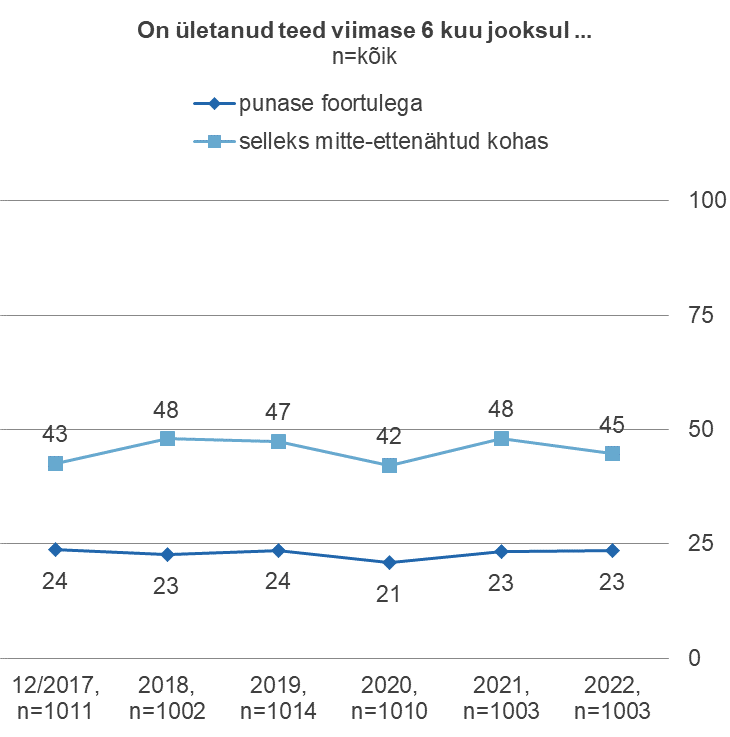 On ületanud teed viimase 6 kuu jooksul ...
n=kõik
punase foortulega
selleks mitte-ettenähtud kohas
100
75
50
25
0
43 48 47 42 48 45
24 23 24 21 23 23
12/2017, 2018, 2019, 2020, 2021, 2022,
n=1011 n=1002 n=1014 n=1010 n=1003 n=1003